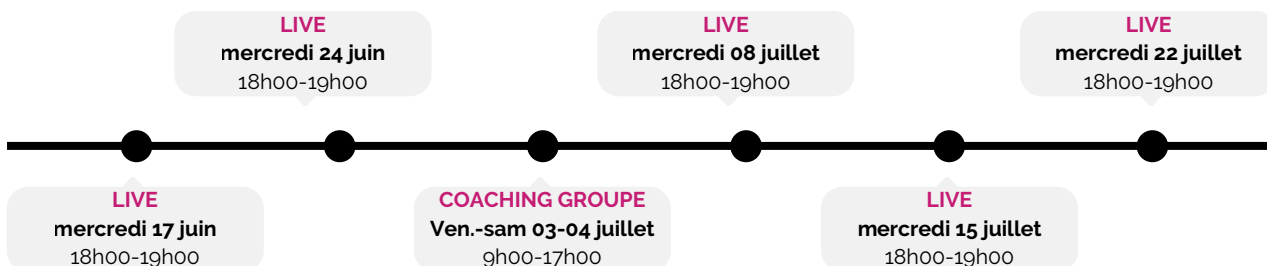 LIVE
mercredi 24 juin
18h00-19h00
LIVE
mercredi 08 juillet
18h00-19h00
LIVE
mercredi 22 juillet
18h00-19h00
LIVE
mercredi 17 juin
18h00-19h00
COACHING GROUPE
Ven.-sam 03-04 juillet
9h00-17h00
LIVE
mercredi 15 juillet
18h00-19h00